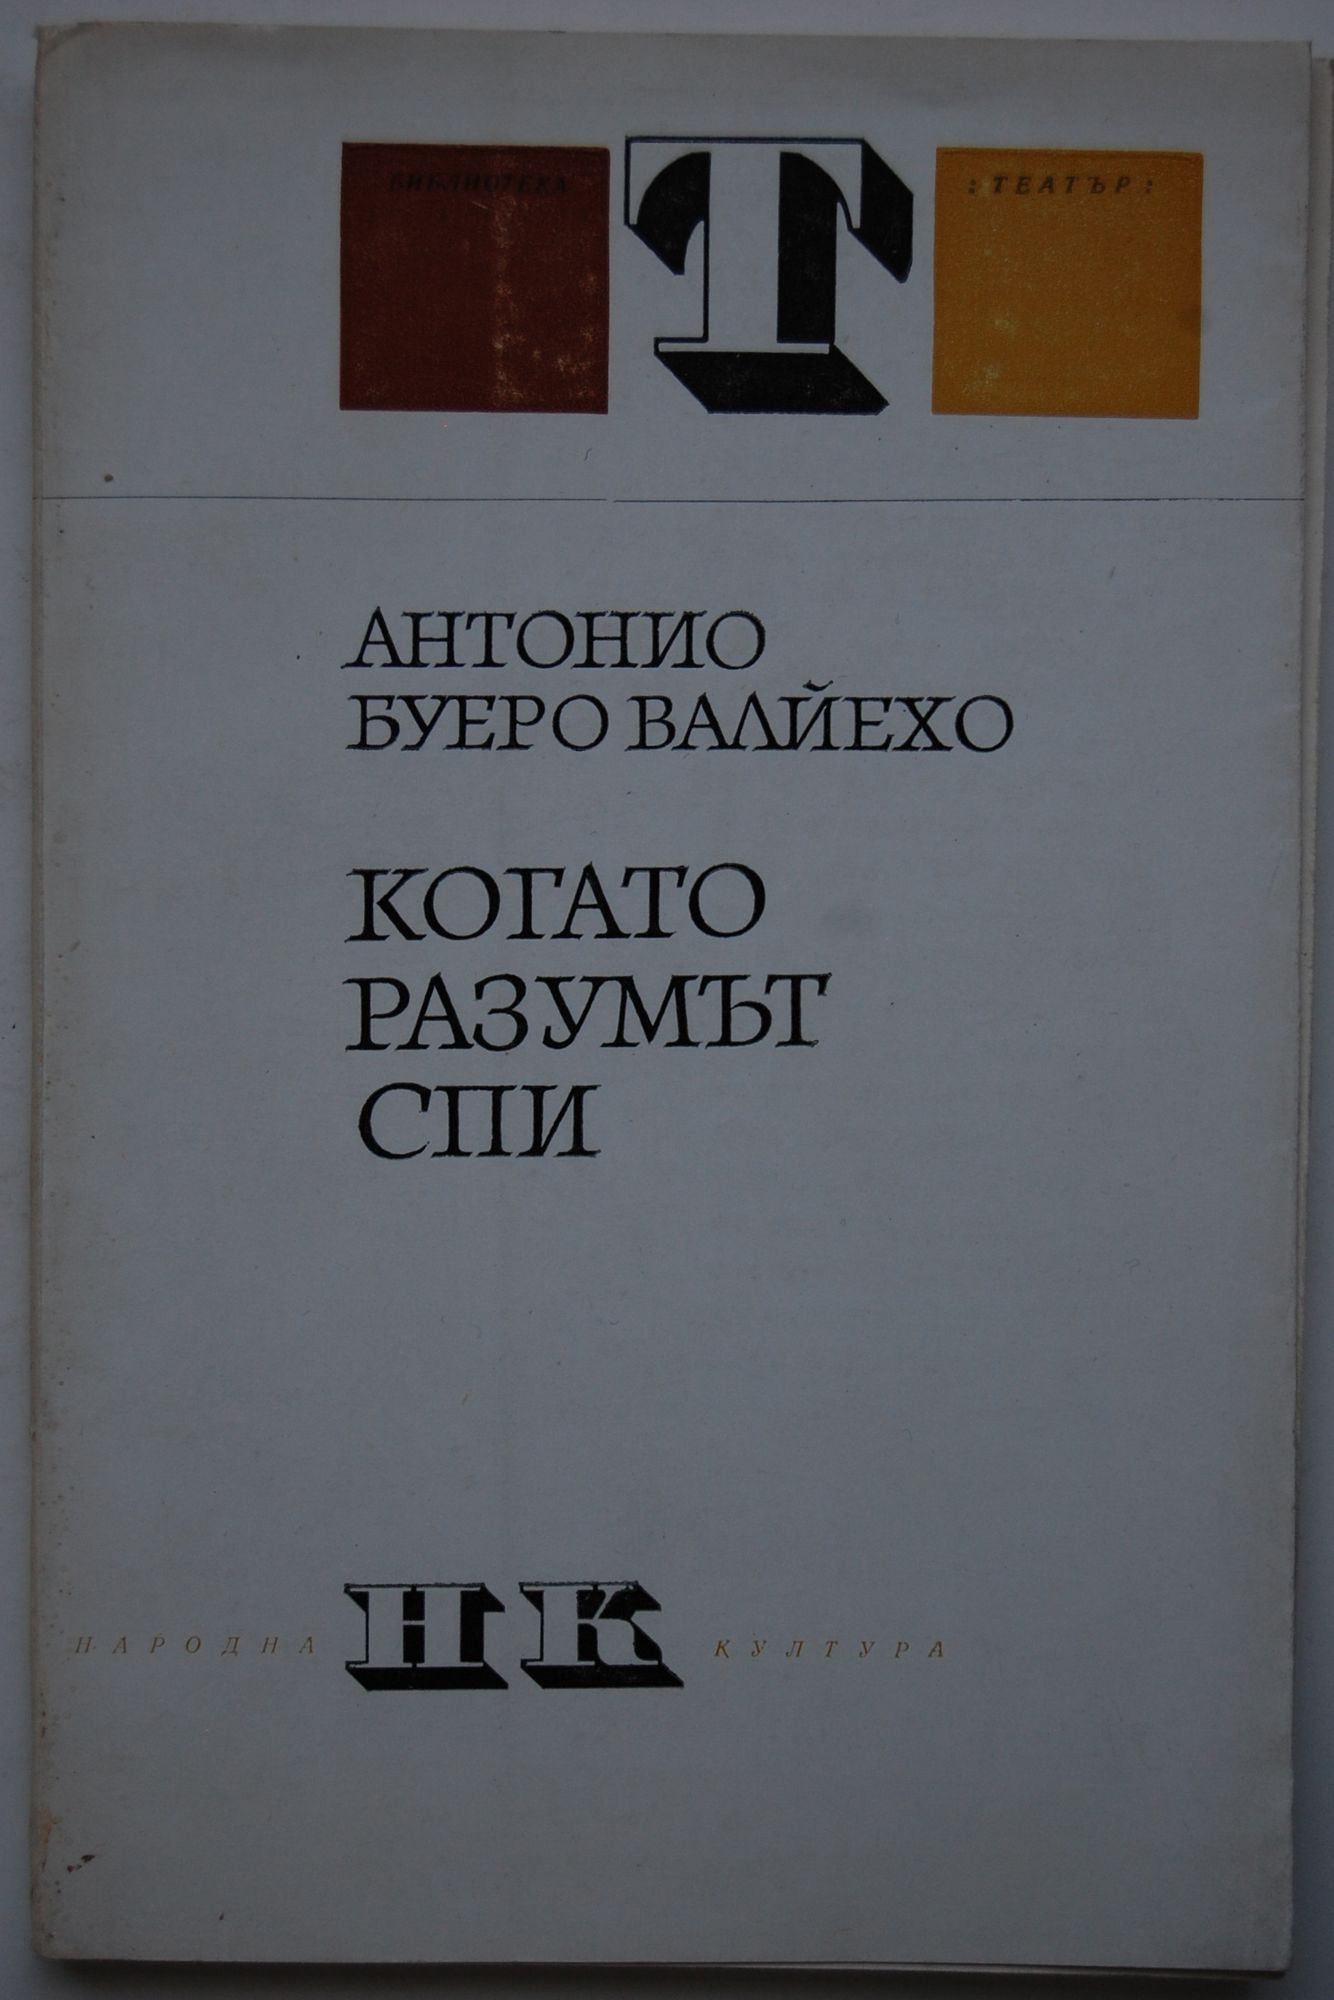 БИБЛИОТЕКА Т :ТЕАТЪР:
АНТОНИО
БУЕРО ВАЛЙЕХО
КОГАТО
РАЗУМЪТ
СПИ
НАРОДНА НК КУЛТУРА